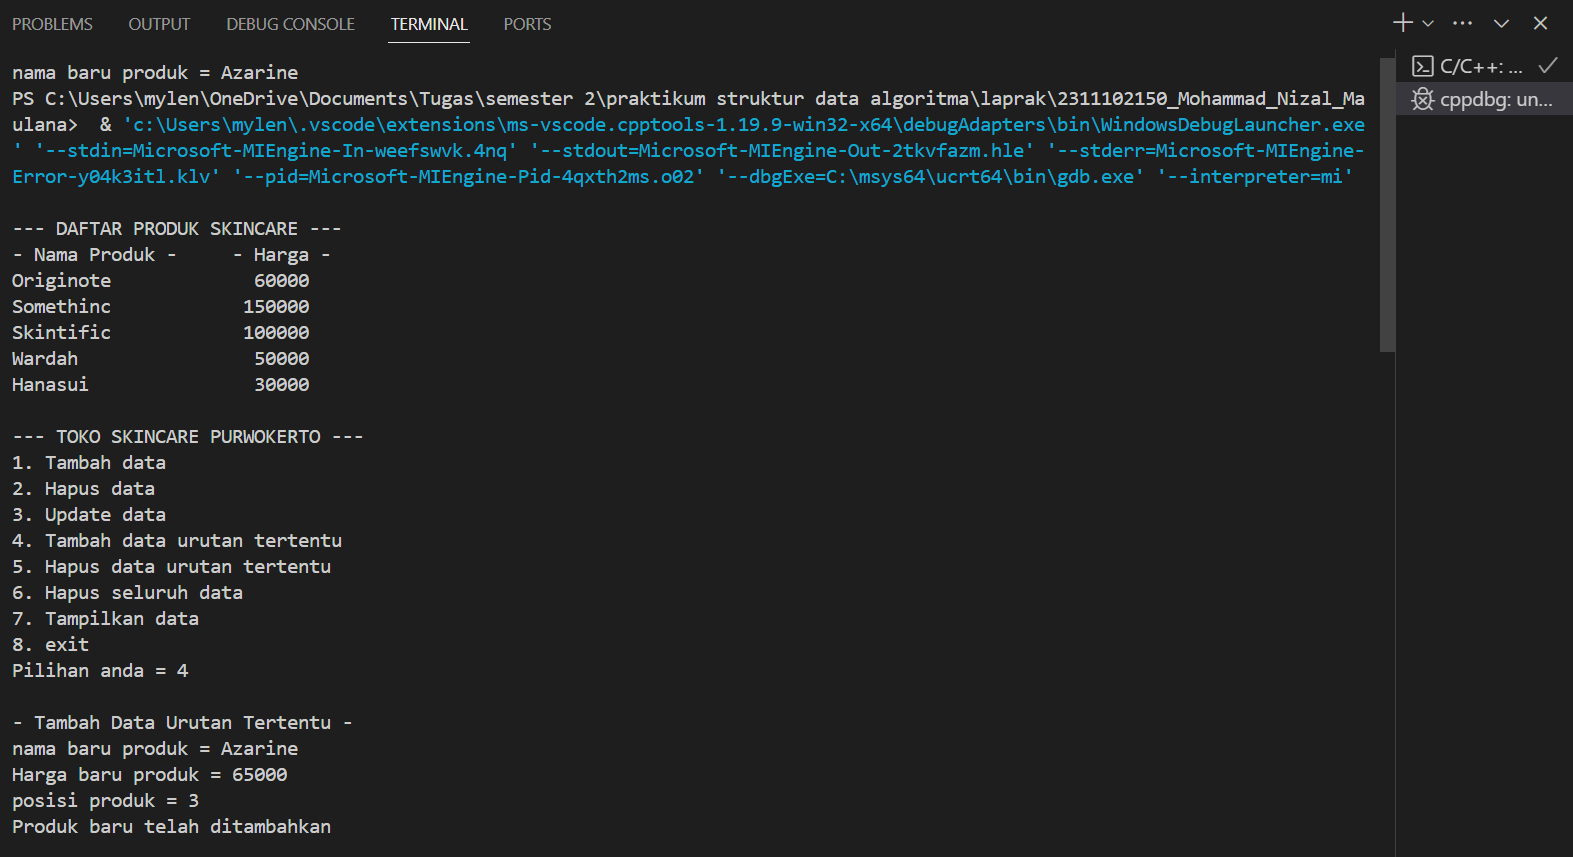 PROBLEMS OUTPUT DEBUG CONSOLE TERMINAL PORTS
nama baru produk = Azarine
PS C:\Users\mylen\OneDrive\Documents\Tugas\semester 2\praktikum struktur data algoritma\laprak\2311102150_Mohammad_Nizal_Ma
ulana>  & 'c:\Users\mylen\.vscode\extensions\ms-vscode.cpptools-1.19.9-win32-x64\debugAdapters\bin\WindowsDebugLauncher.exe
' '--stdin=Microsoft-MIEngine-In-weefswvk.4nq' '--stdout=Microsoft-MIEngine-Out-2tkvfazm.hle' '--stderr=Microsoft-MIEngine-
Error-y04k3itl.klv' '--pid=Microsoft-MIEngine-Pid-4qxth2ms.o02' '--dbgExe=C:\msys64\ucrt64\bin\gdb.exe' '--interpreter=mi'
--- DAFTAR PRODUK SKINCARE ---
- Nama Produk -     - Harga -
Originote             60000
Somethinc            150000
Skintific            100000
Wardah                50000
Hanasui               30000
--- TOKO SKINCARE PURWOKERTO ---
1. Tambah data
2. Hapus data
3. Update data
4. Tambah data urutan tertentu
5. Hapus data urutan tertentu
6. Hapus seluruh data
7. Tampilkan data
8. exit
Pilihan anda = 4
- Tambah Data Urutan Tertentu -
nama baru produk = Azarine
Harga baru produk = 65000
posisi produk = 3
Produk baru telah ditambahkan
C/C++: ...
cppdbg: un...